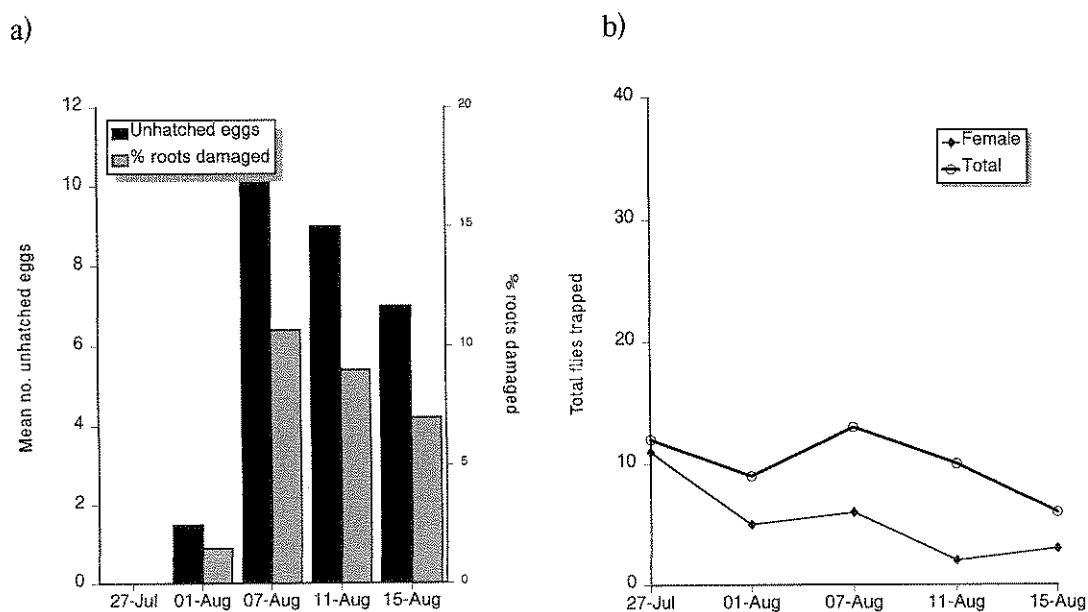 a)
12
10
8
6
4
2
0
Mean no. unhatched eggs
Unhatched eggs
% roots damaged
20
15
10
5
0
% roots damaged
27-Jul 01-Aug 07-Aug 11-Aug 15-Aug
b)
40
30
20
10
0
Total flies trapped
Female
Total
27-Jul 01-Aug 07-Aug 11-Aug 15-Aug